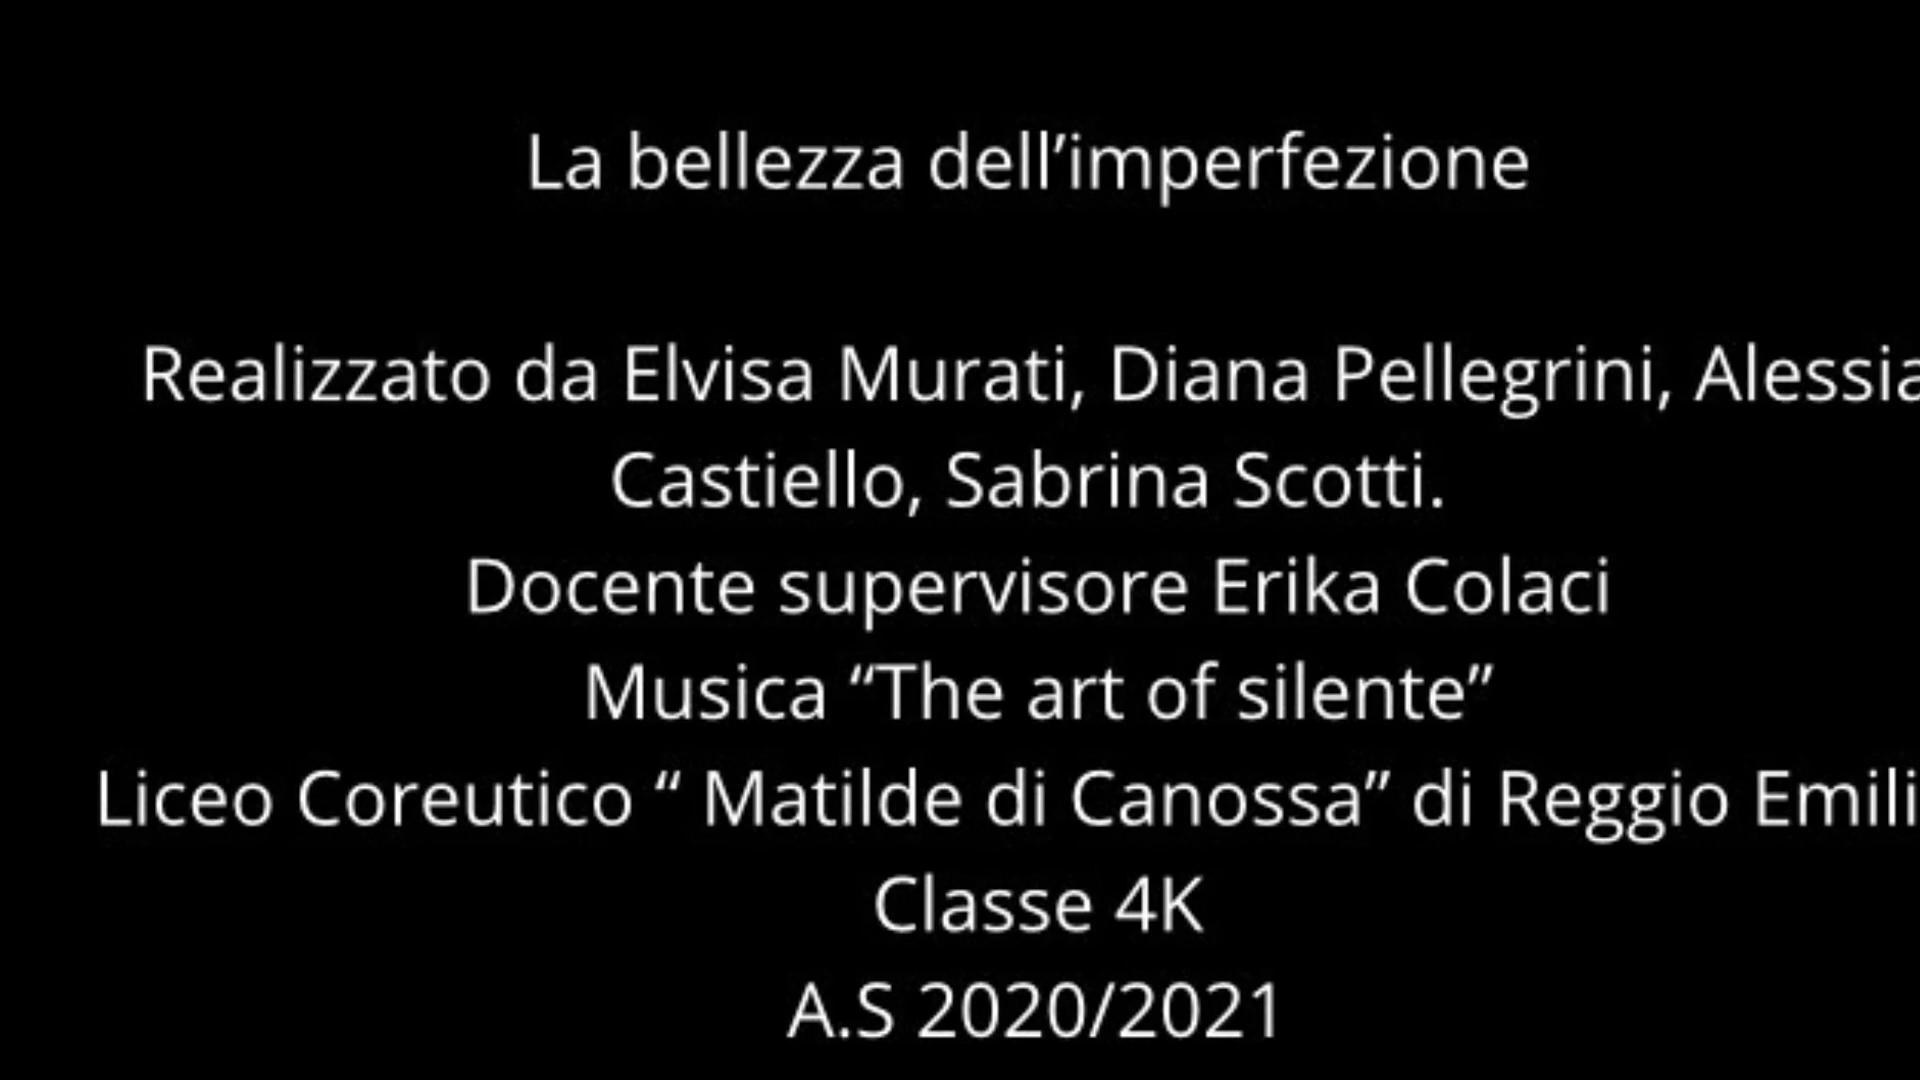 La bellezza dell’imperfezione
Realizzato da Elvisa Murati, Diana Pellegrini, Alessia
Castiello, Sabrina Scotti.
Docente supervisore Erika Colaci
Musica “The art of silente”
Liceo Coreutico “ Matilde di Canossa” di Reggio Emili
Classe 4K
A.S 2020/2021